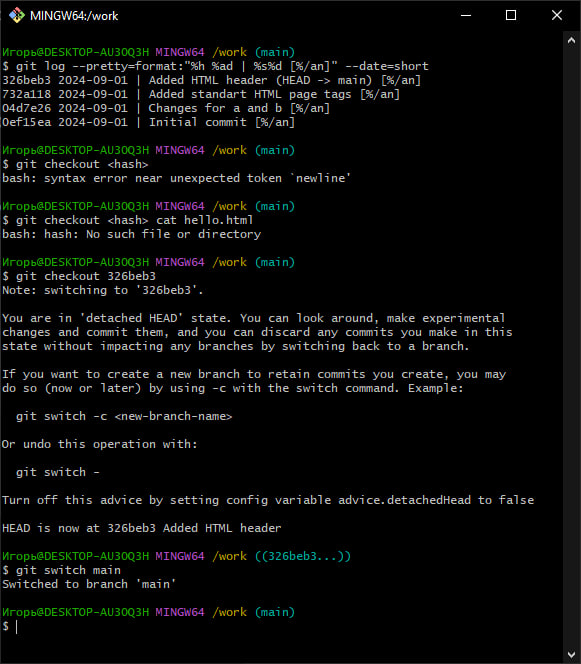 MINGW64:/work
Игорь@DESKTOP-AU3OQ3H MINGW64 /work (main)
$ git log --pretty=format:"%h %ad | %s%d [%/an]" --date=short
326beb3 2024-09-01 | Added HTML header (HEAD -> main) [%/an]
732a118 2024-09-01 | Added standart HTML page tags [%/an]
04d7e26 2024-09-01 | Changes for a and b [%/an]
0ef15ea 2024-09-01 | Initial commit [%/an]
Игорь@DESKTOP-AU3OQ3H MINGW64 /work (main)
$ git checkout <hash>
bash: syntax error near unexpected token `newline'
Игорь@DESKTOP-AU3OQ3H MINGW64 /work (main)
$ git checkout <hash> cat hello.html
bash: hash: No such file or directory
Игорь@DESKTOP-AU3OQ3H MINGW64 /work (main)
$ git checkout 326beb3
Note: switching to '326beb3'.
You are in 'detached HEAD' state. You can look around, make experimental
changes and commit them, and you can discard any commits you make in this
state without impacting any branches by switching back to a branch.
If you want to create a new branch to retain commits you create, you may
do so (now or later) by using -c with the switch command. Example:
git switch -c <new-branch-name>
Or undo this operation with:
git switch -
Turn off this advice by setting config variable advice.detachedHead to false
HEAD is now at 326beb3 Added HTML header
Игорь@DESKTOP-AU3OQ3H MINGW64 /work ((326beb3...))
$ git switch main
Switched to branch 'main'
Игорь@DESKTOP-AU3OQ3H MINGW64 /work (main)
$